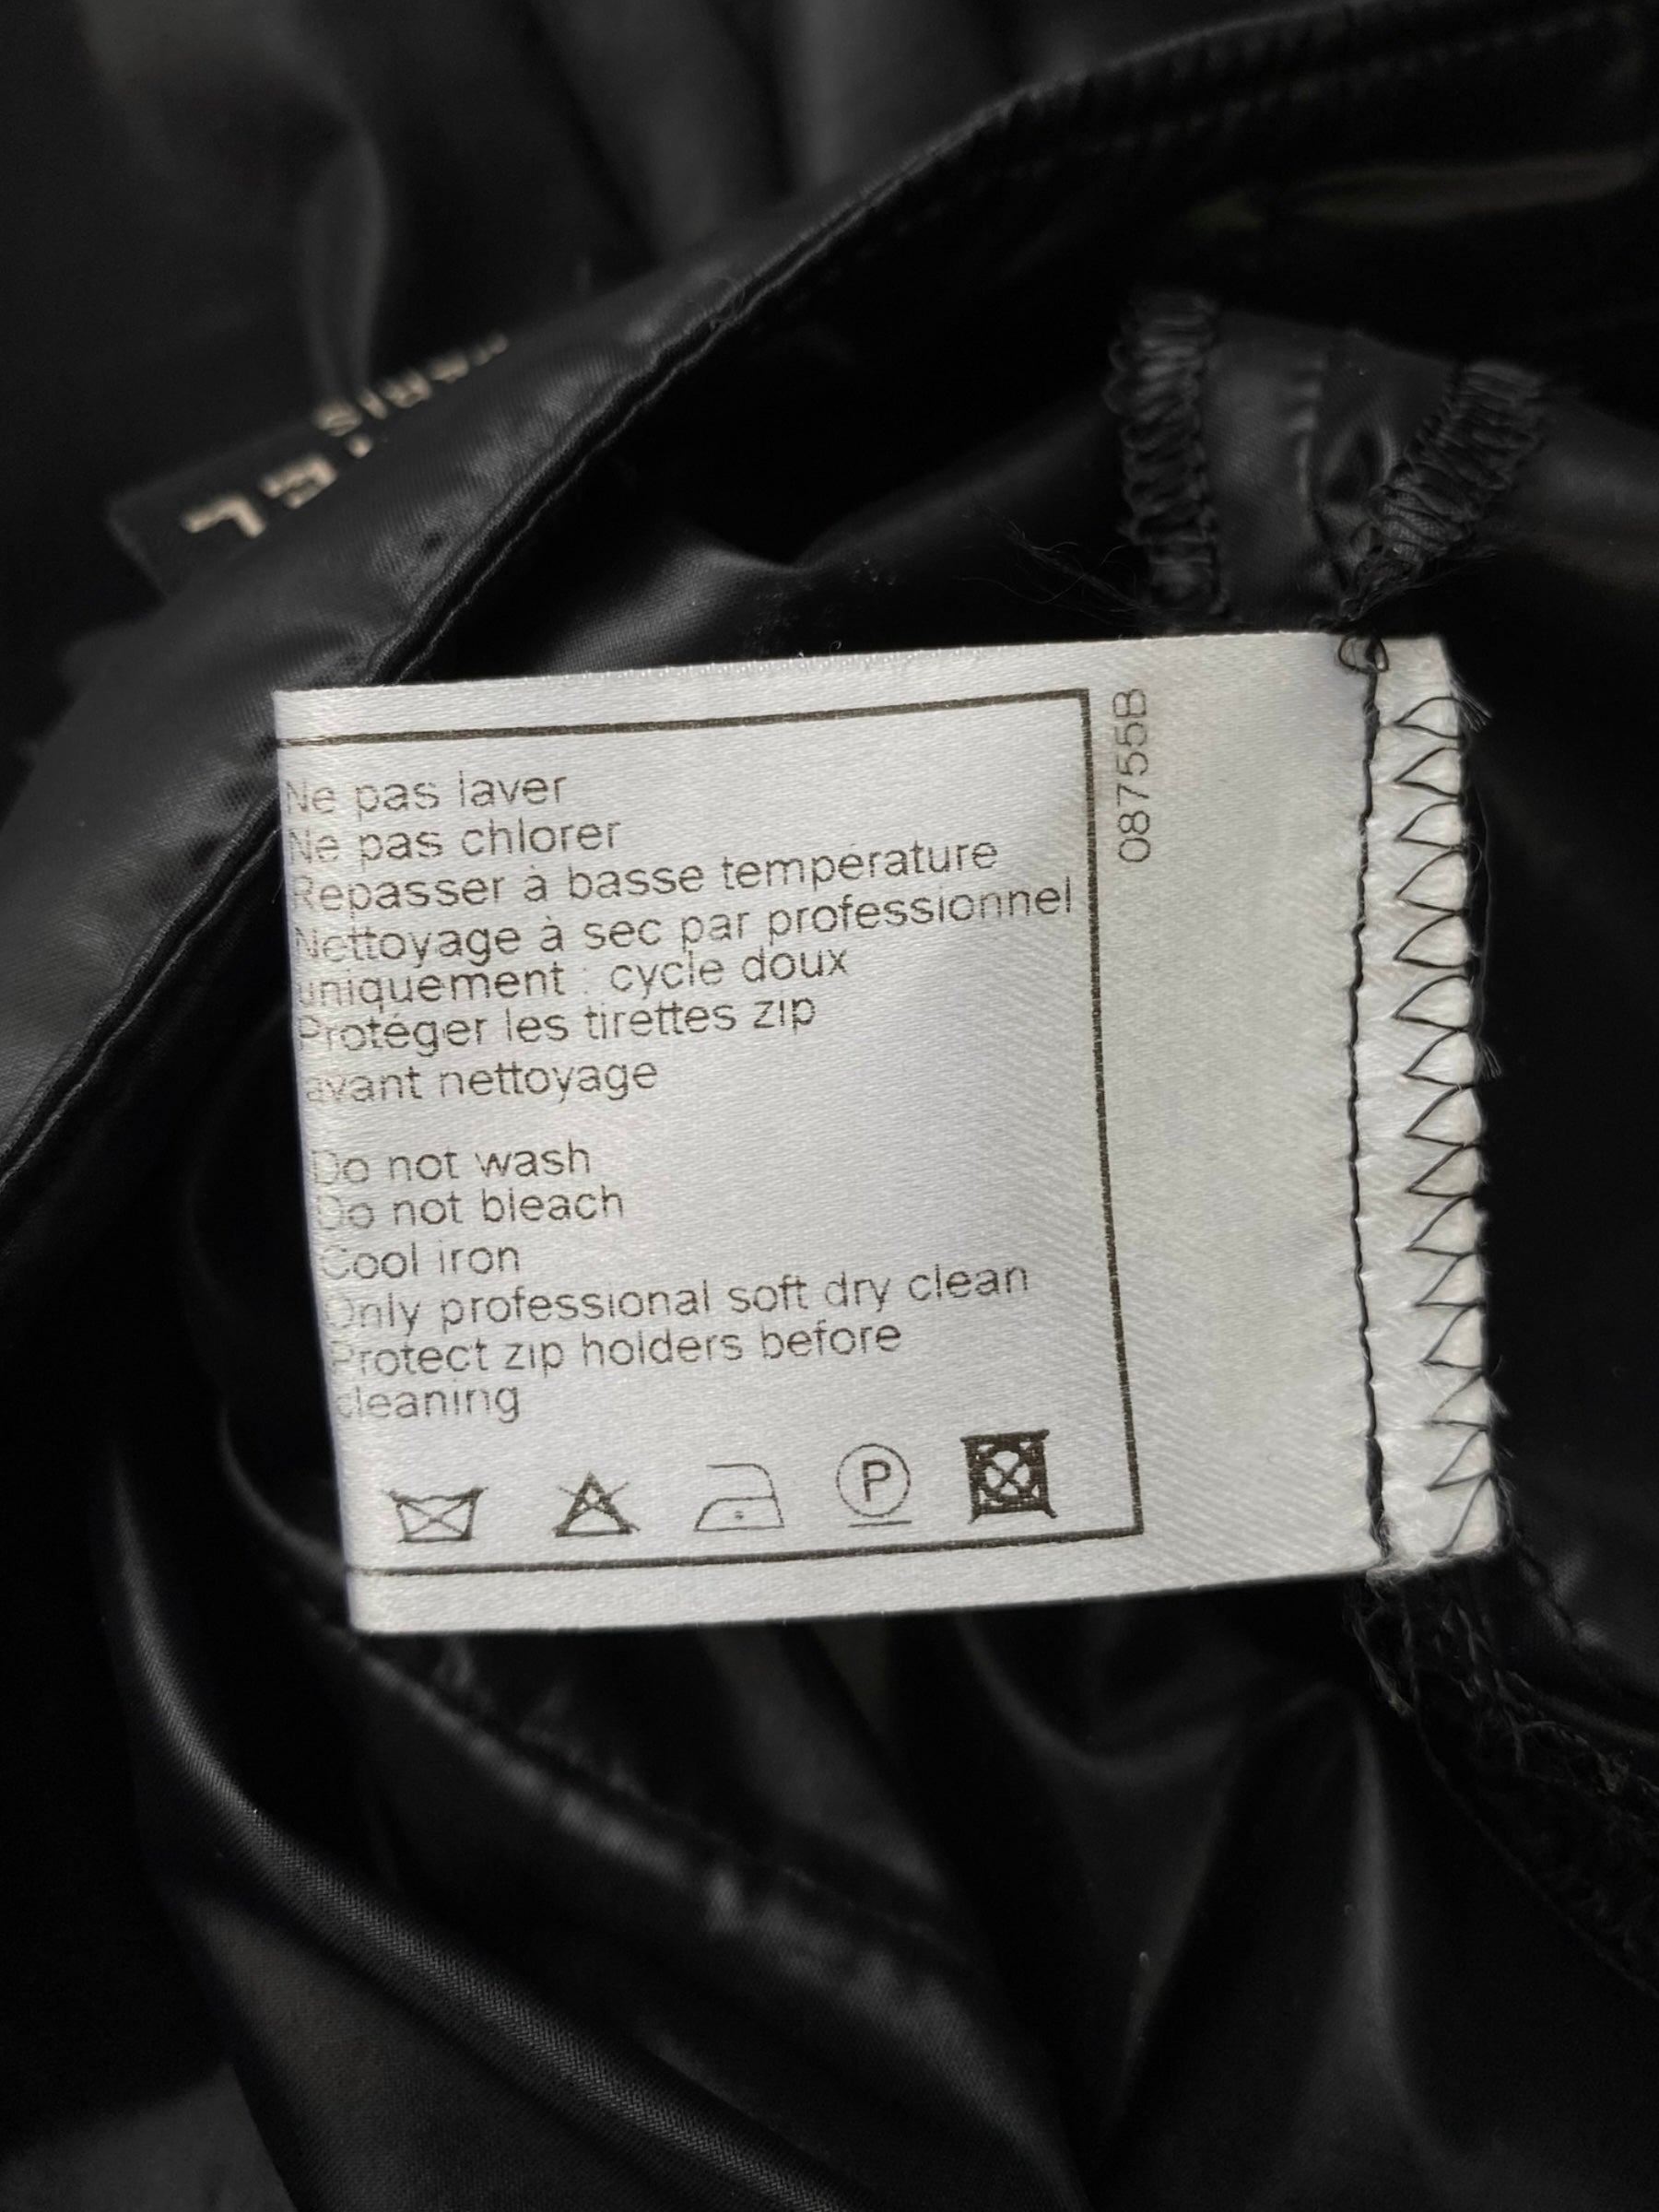 Ne pas laver
Ne pas chlorer
Repasser à basse température
Nettoyage à sec par professionnel
uniquement : cycle doux
Protéger les tirettes zip
avant nettoyage
Do not wash
Do not bleach
Cool iron
Only professional soft dry clean
Protect zip holders before
cleaning
P
08755B